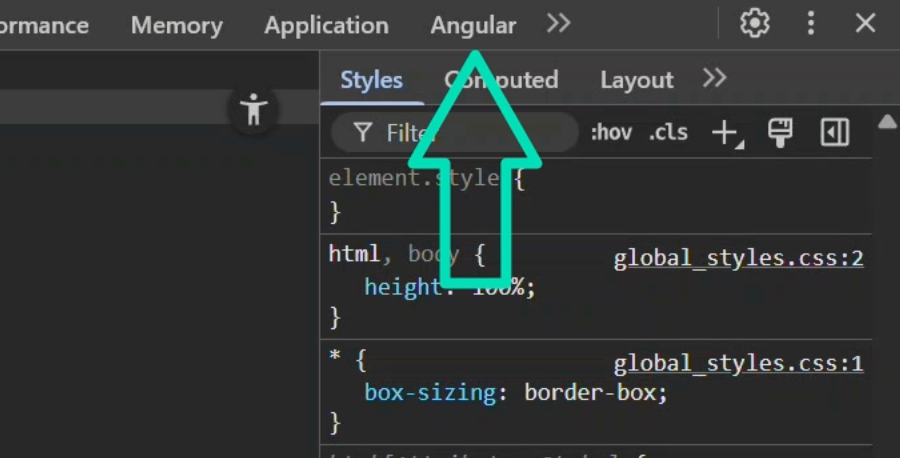 ormance Memory Application Angular
Styles Computed Layout
Filter :hov .cls
element.style {
}
html, body { global_styles.css:2
height: 100%;
}
* { global_styles.css:1
box-sizing: border-box;
}